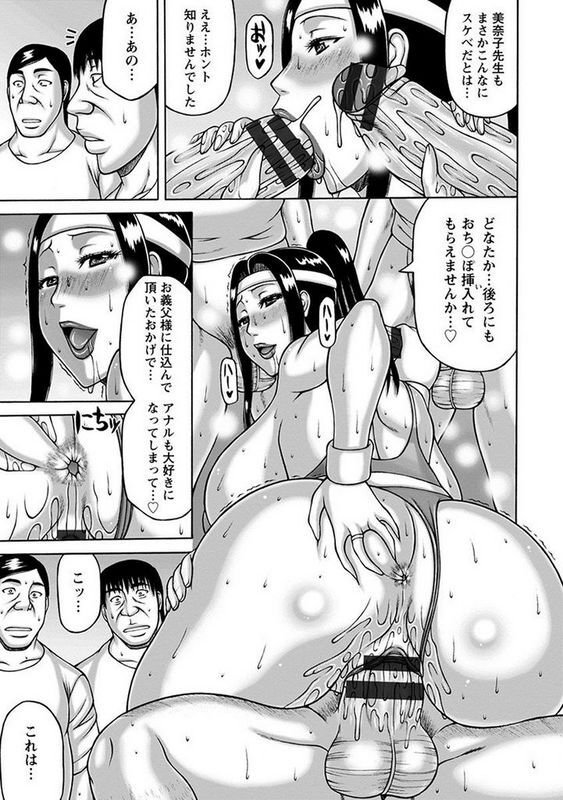 美奈子先生も
まさかこんなに
スケベだとは…
おッ♥
ええ…ホント
知りませんでした
あ…あの…
どなたか…後ろにも
おち○ぽ挿入れて
もらえませんか…♡
い
ハー♥
ハー♥
お義父様に仕込んで
頂いたおかげで…
アナルも大好きに
なってしまって…♡
にちッ
こッ…
これは…